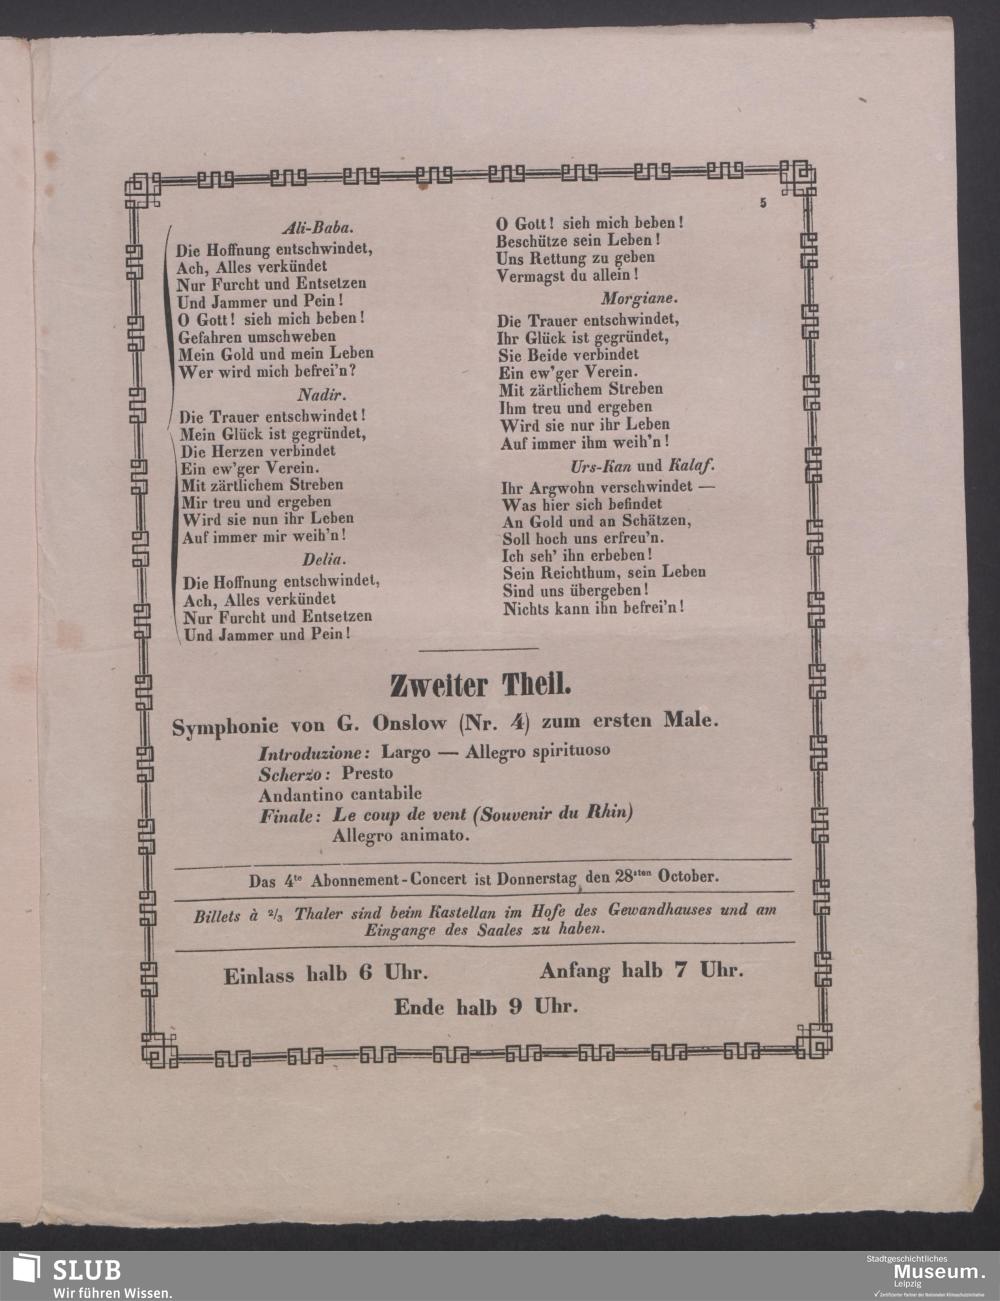 5
Ali-Baba.
Die Hoffnung entschwindet,
Ach, Alles verkündet
Nur Furcht und Entsetzen
Und Jammer und Pein!
O Gott! sieh mich beben!
Gefahren umschweben
Mein Gold und mein Leben
Wer wird mich befrei'n?
Nadir.
Die Trauer entschwindet!
Mein Glück ist gegründet,
Die Herzen verbindet
Ein ew'ger Verein.
Mit zärtlichem Streben
Mir treu und ergeben
Wird sie nun ihr Leben
Auf immer mir weih'n!
Delia.
Die Hoffnung entschwindet,
Ach, Alles verkündet
Nur Furcht und Entsetzen
Und Jammer und Pein!
O Gott! sieh mich beben!
Beschütze sein Leben!
Uns Rettung zu geben
Vermagst du allein!
Morgiane.
Die Trauer entschwindet,
Ihr Glück ist gegründet,
Sie Beide verbindet
Ein ew'ger Verein.
Mit zärtlichem Streben
Ihm treu und ergeben
Wird sie nur ihr Leben
Auf immer ihm weih'n!
Urs-Kan und Kalaf.
Ihr Argwohn verschwindet —
Was hier sich befindet
An Gold und an Schätzen,
Soll hoch uns erfreu'n.
Ich seh' ihn erbeben!
Sein Reichthum, sein Leben
Sind uns übergeben!
Nichts kann ihn befrei'n!
Zweiter Theil.
Symphonie von G. Onslow (Nr. 4) zum ersten Male.
Introduzione: Largo — Allegro spirituoso
Scherzo: Presto
Andantino cantabile
Finale: Le coup de vent (Souvenir du Rhin)
Allegro animato.
Das 4te Abonnement-Concert ist Donnerstag, den 28sten October.
Billets à 2/3 Thaler sind beim Kastellan im Hofe des Gewandhauses und am
Eingange des Saales zu haben.
Einlass halb 6 Uhr. Anfang halb 7 Uhr.
Ende halb 9 Uhr.
SLUB
Wir führen Wissen.
Stadtgeschichtliches
Museum.
Leipzig
Zertifizierter Partner der Nationalen Klimaschutzinitiative